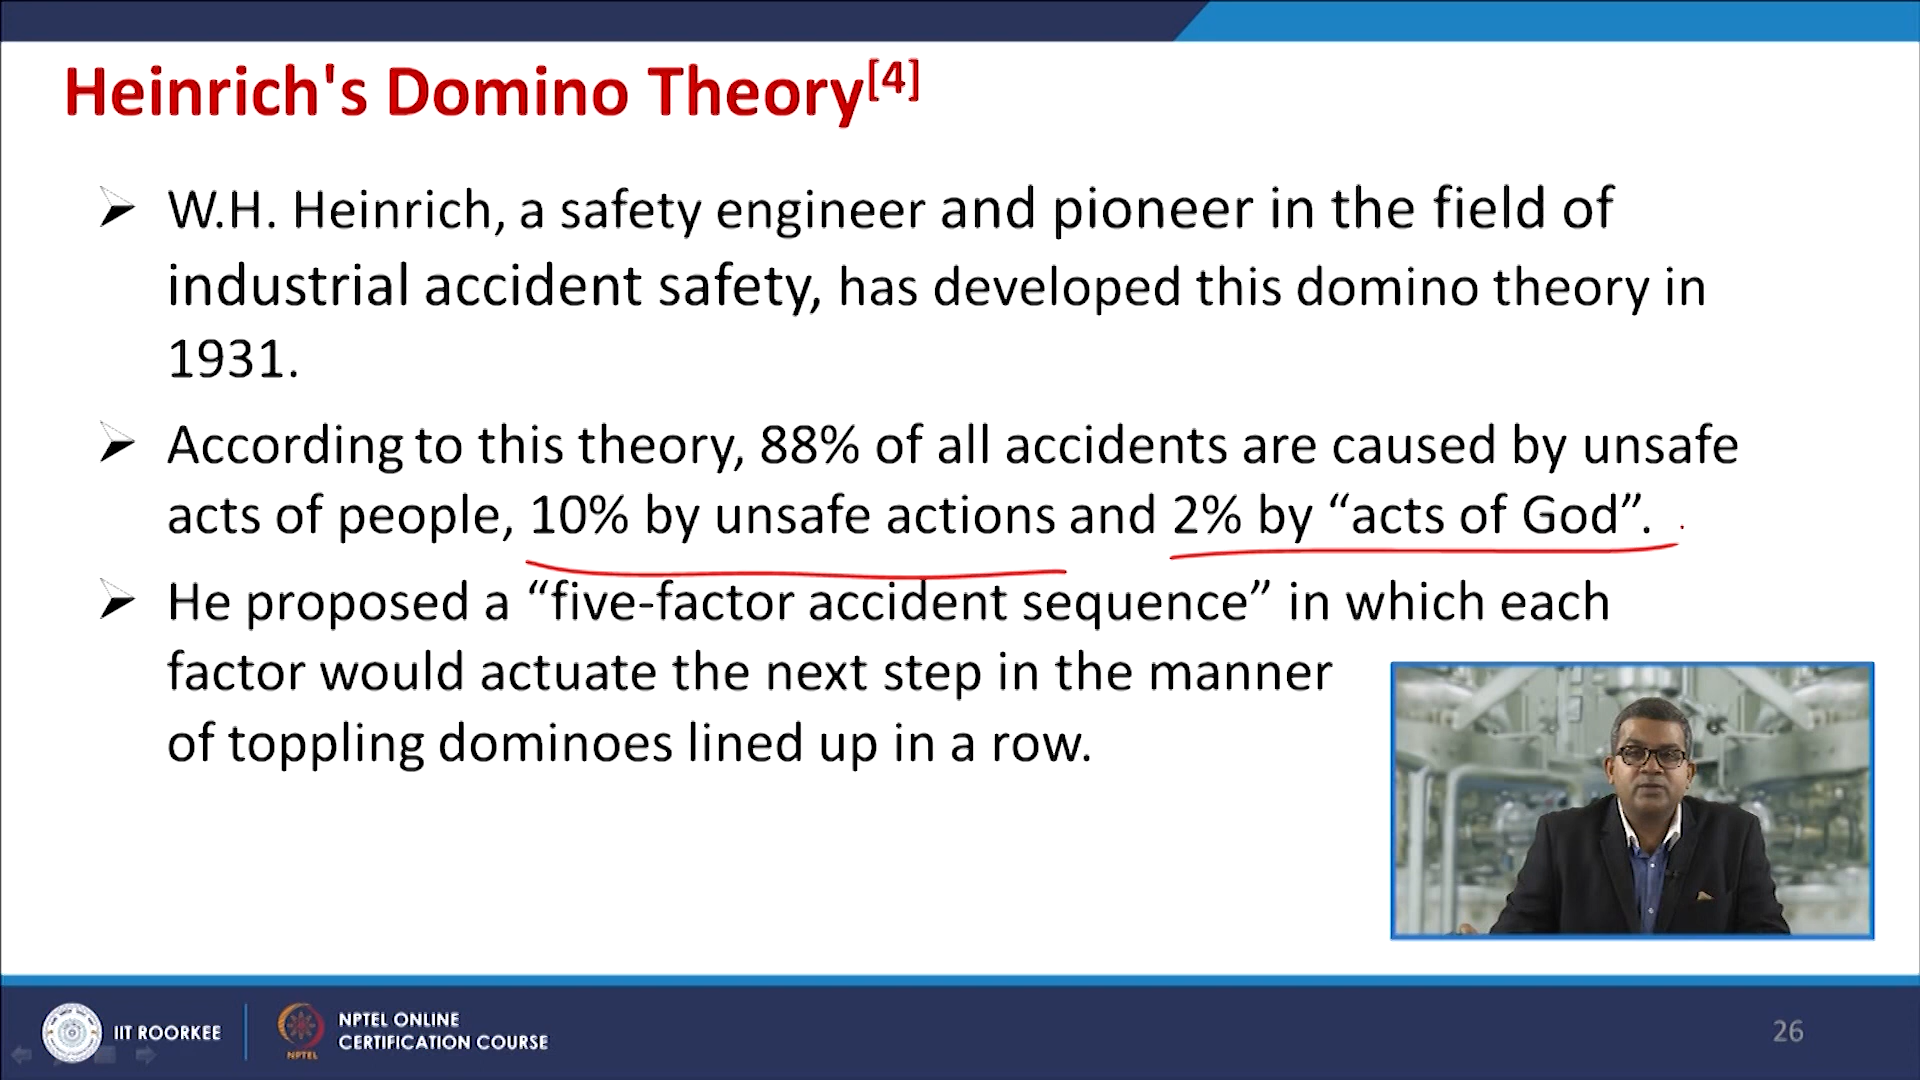 Heinrich's Domino Theory[4]
W.H. Heinrich, a safety engineer and pioneer in the field of
industrial accident safety, has developed this domino theory in
1931.
According to this theory, 88% of all accidents are caused by unsafe
acts of people, 10% by unsafe actions and 2% by “acts of God”.
He proposed a “five-factor accident sequence” in which each
factor would actuate the next step in the manner
of toppling dominoes lined up in a row.
IIT ROORKEE
NPTEL
NPTEL ONLINE
CERTIFICATION COURSE
26